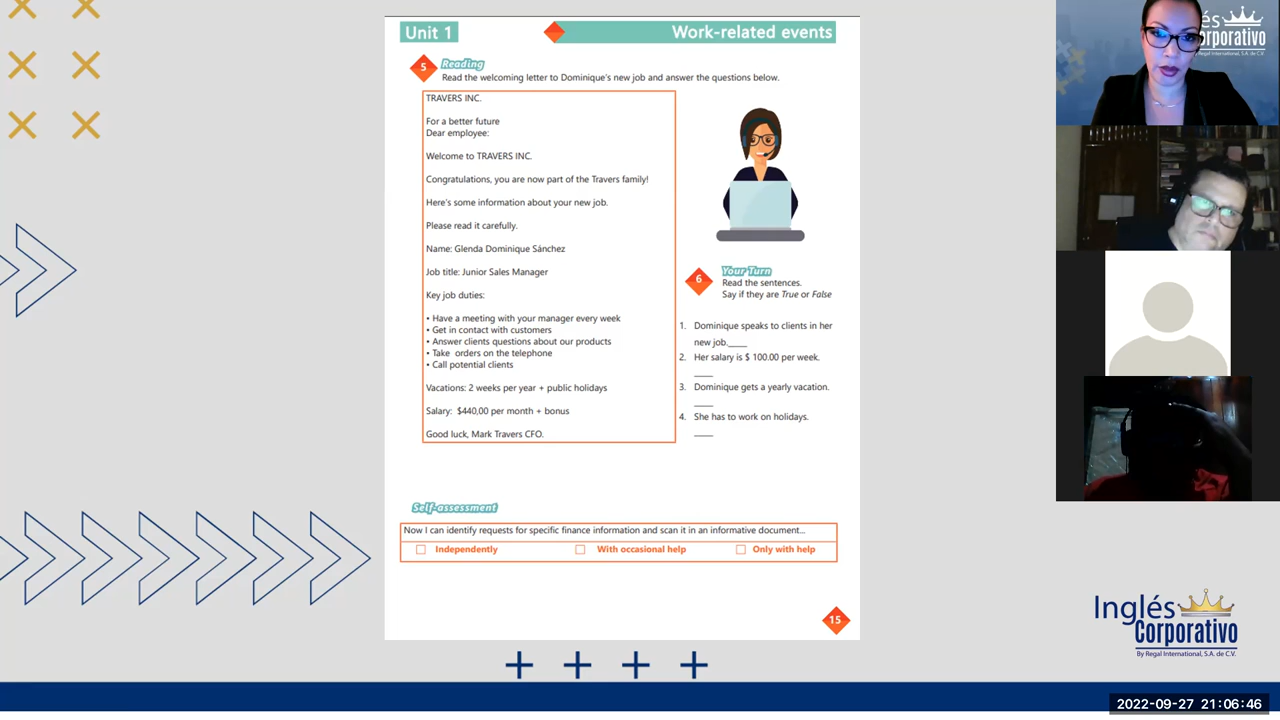 Unit 1
Work-related events
5
Reading
Read the welcoming letter to Dominique's new job and answer the questions below.
TRAVERS INC.
For a better future
Dear employee:
Welcome to TRAVERS INC.
Congratulations, you are now part of the Travers family!
Here's some information about your new job.
Please read it carefully.
Name: Glenda Dominique Sánchez
Job title: Junior Sales Manager
Key job duties:
• Have a meeting with your manager every week
• Get in contact with customers
• Answer clients questions about our products
• Take orders on the telephone
• Call potential clients
Vacations: 2 weeks per year + public holidays
Salary: $440,00 per month + bonus
Good luck, Mark Travers CFO.
6
Your Turn
Read the sentences.
Say if they are True or False
1. Dominique speaks to clients in her
new job.____
2. Her salary is $ 100.00 per week.
____
3. Dominique gets a yearly vacation.
____
4. She has to work on holidays.
____
Self-assessment
Now I can identify requests for specific finance information and scan it in an informative document...
Independently
With occasional help
Only with help
15
Corporativo
By Regal International, S.A. de C.V.
Inglés
Corporativo
By Regal International, S.A. de C.V.
2022-09-27 21:06:46